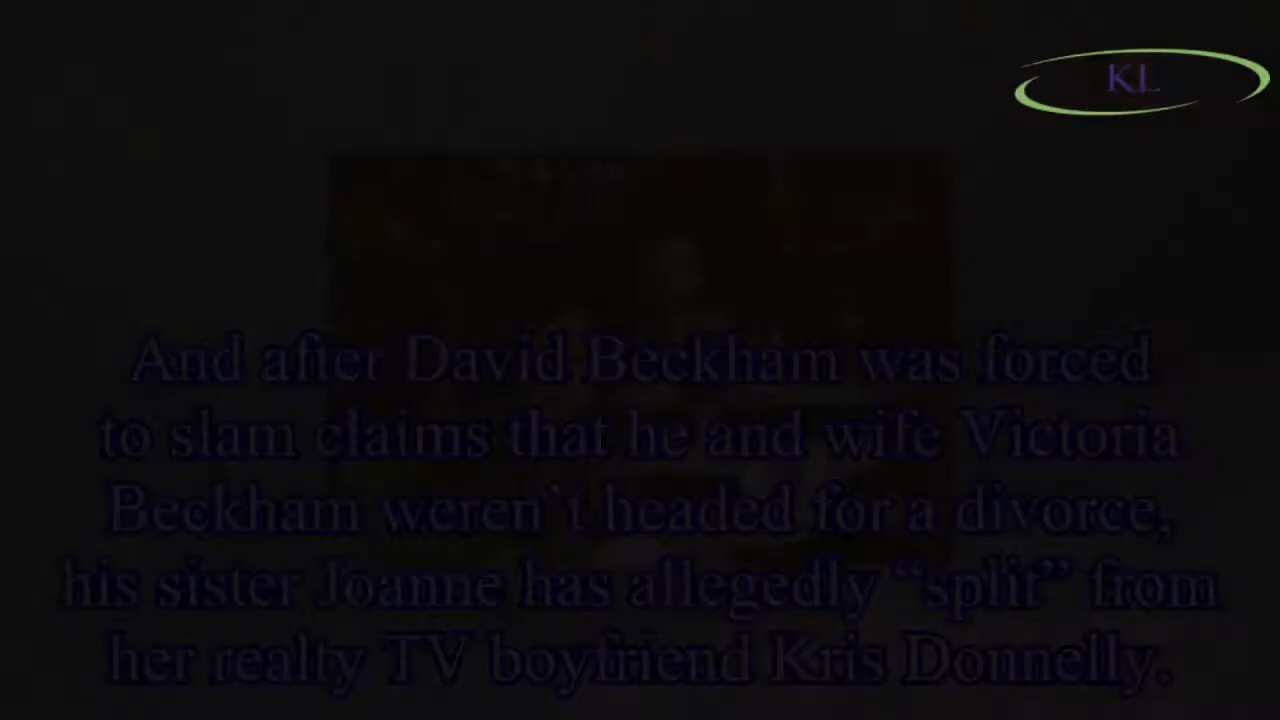 KL
And after David Beckham was forced
to slam claims that he and wife Victoria
Beckham weren't headed for a divorce,
his sister Joanne has allegedly “split” from
her realty TV boyfriend Kris Donnelly.